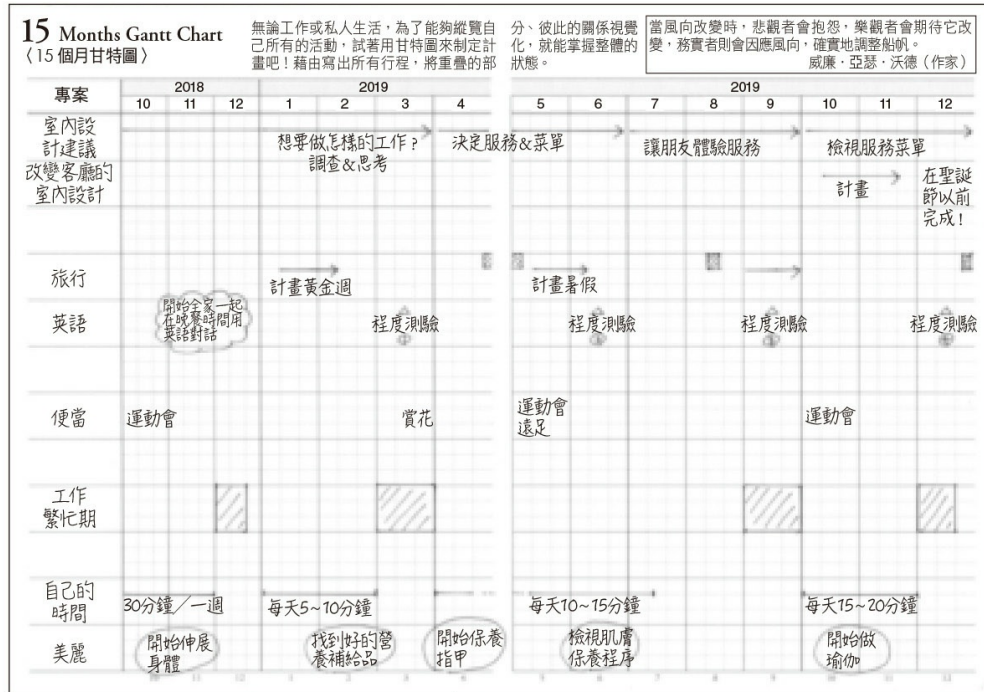 15 Months Gantt Chart
〈15 個月甘特圖〉
無論工作或私人生活，為了能夠縱覽自
己所有的活動，試著用甘特圖來制定計
畫吧！藉由寫出所有行程，將重疊的部
分、彼此的關係視覺
化，就能掌握整體的
狀態。
當風向改變時，悲觀者會抱怨，樂觀者會期待它改
變，務實者則會因應風向，確實地調整船帆。
威廉·亞瑟·沃德（作家）
專案
2018
2019
2019
10 11 12 1 2 3 4 5 6 7 8 9 10 11 12
室內設
計建議
想要做怎樣的工作？
調查&思考
決定服務&菜單
讓朋友體驗服務
檢視服務菜單
改變客廳的
室內設計
計畫
在聖誕
節以前
完成！
旅行
計畫黃金週
計畫暑假
英語
開始全家一起
在晚餐時間用
英語對話
程度測驗
程度測驗
程度測驗
程度測驗
便當
運動會
賞花
運動會
遠足
運動會
工作
繁忙期
自己的
時間
30分鐘／一週
每天5~10分鐘
每天10~15分鐘
每天15~20分鐘
美麗
開始伸展
身體
找到好的營
養補給品
開始保養
指甲
檢視肌膚
保養程序
開始做
瑜伽
10 11 12 1 2 3 4 5 6 7 8 9 10 11 12